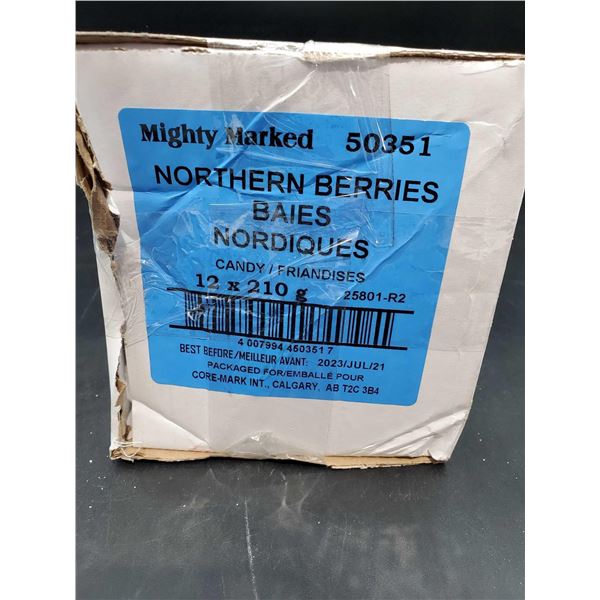 Mighty Marked 50351
NORTHERN BERRIES
BAIES
NORDIQUES
CANDY / FRIANDISES
12 x 210 g 25801-R2
4 007994 450351 7
BEST BEFORE/MEILLEUR AVANT: 2023/JUL/21
PACKAGED FOR/EMBALLÉ POUR
CORE-MARK INT., CALGARY, AB T2C 3B4